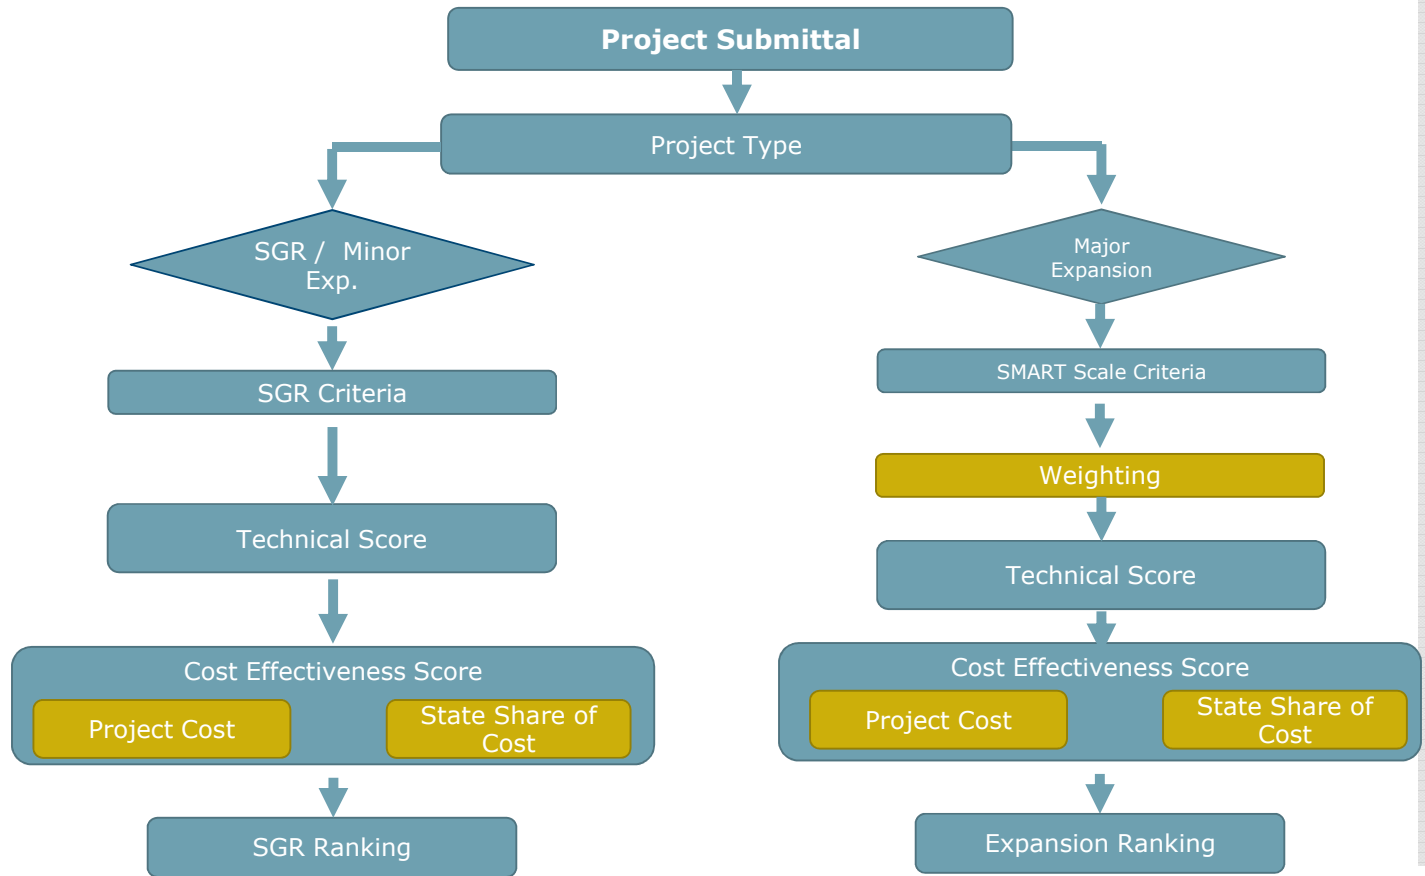 Project Submittal
Project Type
SGR / Minor
Exp.
SGR Criteria
Technical Score
Cost Effectiveness Score
Project Cost
State Share of
Cost
SGR Ranking
Major
Expansion
SMART Scale Criteria
Weighting
Technical Score
Cost Effectiveness Score
Project Cost
State Share of
Cost
Expansion Ranking